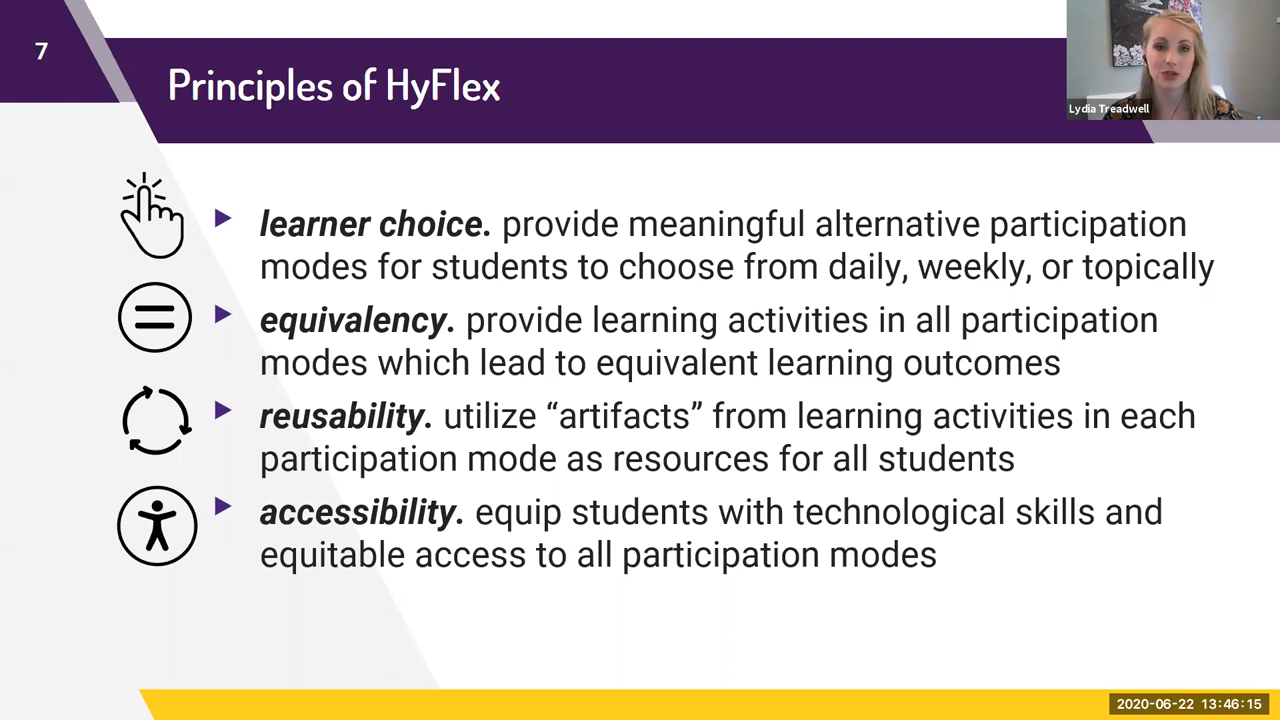 7
Principles of HyFlex
Lydia Treadwell
learner choice. provide meaningful alternative participation
modes for students to choose from daily, weekly, or topically
equivalency. provide learning activities in all participation
modes which lead to equivalent learning outcomes
reusability. utilize “artifacts” from learning activities in each
participation mode as resources for all students
accessibility. equip students with technological skills and
equitable access to all participation modes
2020-06-22 13:46:15